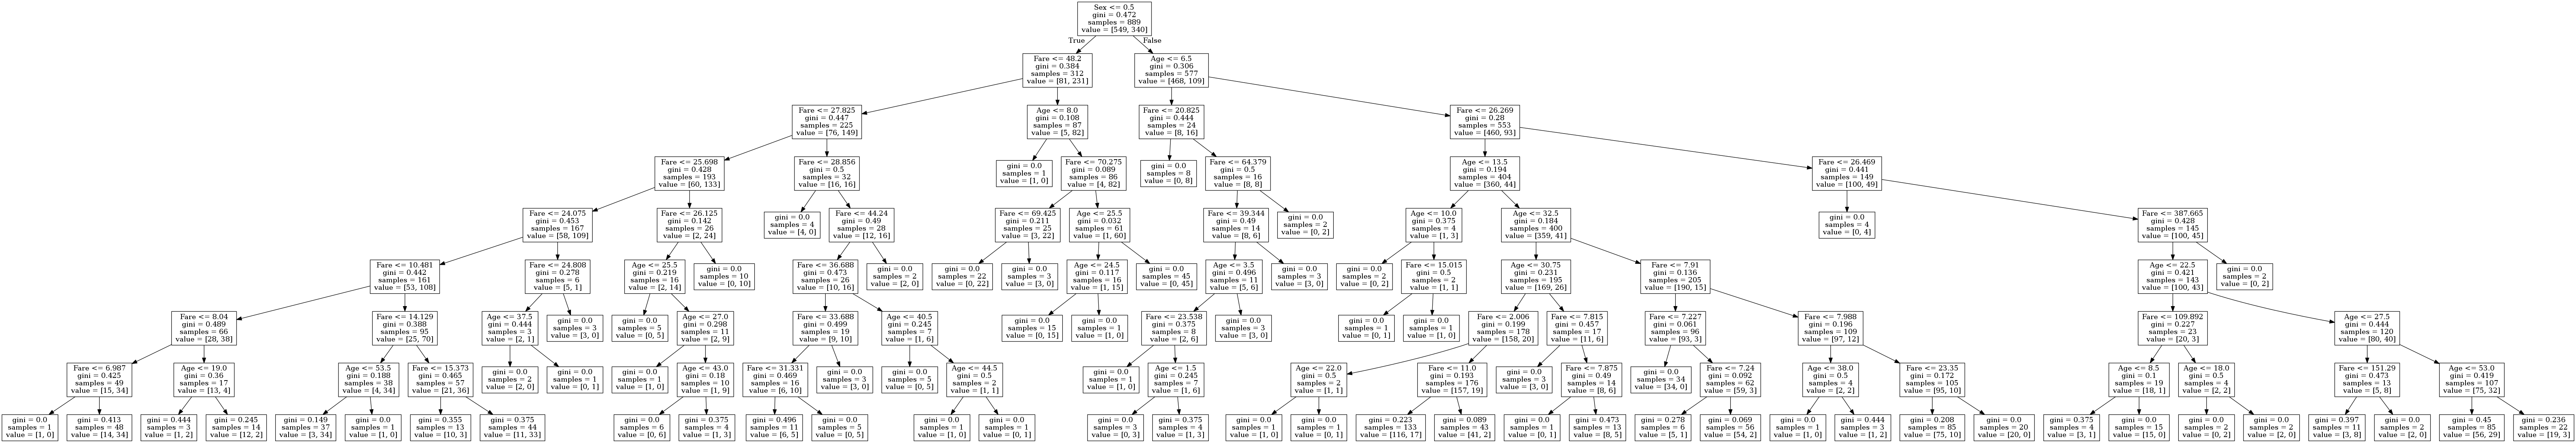 Sex <= 0.5
gini = 0.472
samples = 889
value = [549, 340]
True
False
Fare <= 48.2
gini = 0.384
samples = 312
value = [81, 231]
Age <= 6.5
gini = 0.306
samples = 577
value = [468, 109]
Fare <= 27.825
gini = 0.447
samples = 225
value = [76, 149]
Age <= 8.0
gini = 0.108
samples = 87
value = [5, 82]
Fare <= 20.825
gini = 0.444
samples = 24
value = [8, 16]
Fare <= 26.269
gini = 0.28
samples = 553
value = [460, 93]
Fare <= 25.698
gini = 0.428
samples = 193
value = [60, 133]
Fare <= 28.856
gini = 0.5
samples = 32
value = [16, 16]
gini = 0.0
samples = 1
value = [1, 0]
Fare <= 70.275
gini = 0.089
samples = 86
value = [4, 82]
gini = 0.0
samples = 8
value = [0, 8]
Fare <= 64.379
gini = 0.5
samples = 16
value = [8, 8]
Age <= 13.5
gini = 0.194
samples = 404
value = [360, 44]
Fare <= 26.469
gini = 0.441
samples = 149
value = [100, 49]
Fare <= 24.075
gini = 0.453
samples = 167
value = [58, 109]
Fare <= 26.125
gini = 0.142
samples = 26
value = [2, 24]
gini = 0.0
samples = 4
value = [4, 0]
Fare <= 44.24
gini = 0.49
samples = 28
value = [12, 16]
Fare <= 69.425
gini = 0.211
samples = 25
value = [3, 22]
Age <= 25.5
gini = 0.032
samples = 61
value = [1, 60]
Fare <= 39.344
gini = 0.49
samples = 14
value = [8, 6]
gini = 0.0
samples = 2
value = [0, 2]
Age <= 10.0
gini = 0.375
samples = 4
value = [1, 3]
Age <= 32.5
gini = 0.184
samples = 400
value = [359, 41]
gini = 0.0
samples = 4
value = [0, 4]
Fare <= 387.665
gini = 0.428
samples = 145
value = [100, 45]
Fare <= 10.481
gini = 0.442
samples = 161
value = [53, 108]
Fare <= 24.808
gini = 0.278
samples = 6
value = [5, 1]
Age <= 25.5
gini = 0.219
samples = 16
value = [2, 14]
gini = 0.0
samples = 10
value = [0, 10]
Fare <= 36.688
gini = 0.473
samples = 26
value = [10, 16]
gini = 0.0
samples = 2
value = [2, 0]
gini = 0.0
samples = 22
value = [0, 22]
gini = 0.0
samples = 3
value = [3, 0]
Age <= 24.5
gini = 0.117
samples = 16
value = [1, 15]
gini = 0.0
samples = 45
value = [0, 45]
Age <= 3.5
gini = 0.496
samples = 11
value = [5, 6]
gini = 0.0
samples = 3
value = [3, 0]
gini = 0.0
samples = 2
value = [0, 2]
Fare <= 15.015
gini = 0.5
samples = 2
value = [1, 1]
Age <= 30.75
gini = 0.231
samples = 195
value = [169, 26]
Fare <= 7.91
gini = 0.136
samples = 205
value = [190, 15]
Age <= 22.5
gini = 0.421
samples = 143
value = [100, 43]
gini = 0.0
samples = 2
value = [0, 2]
Fare <= 8.04
gini = 0.489
samples = 66
value = [28, 38]
Fare <= 14.129
gini = 0.388
samples = 95
value = [25, 70]
Age <= 37.5
gini = 0.444
samples = 3
value = [2, 1]
gini = 0.0
samples = 3
value = [3, 0]
gini = 0.0
samples = 5
value = [0, 5]
Age <= 27.0
gini = 0.298
samples = 11
value = [2, 9]
Fare <= 33.688
gini = 0.499
samples = 19
value = [9, 10]
Age <= 40.5
gini = 0.245
samples = 7
value = [1, 6]
gini = 0.0
samples = 15
value = [0, 15]
gini = 0.0
samples = 1
value = [1, 0]
Fare <= 23.538
gini = 0.375
samples = 8
value = [2, 6]
gini = 0.0
samples = 3
value = [3, 0]
gini = 0.0
samples = 1
value = [0, 1]
gini = 0.0
samples = 1
value = [1, 0]
Fare <= 2.006
gini = 0.199
samples = 178
value = [158, 20]
Fare <= 7.815
gini = 0.457
samples = 17
value = [11, 6]
Fare <= 7.227
gini = 0.061
samples = 96
value = [93, 3]
Fare <= 7.988
gini = 0.196
samples = 109
value = [97, 12]
Fare <= 109.892
gini = 0.227
samples = 23
value = [20, 3]
Age <= 27.5
gini = 0.444
samples = 120
value = [80, 40]
Fare <= 6.987
gini = 0.425
samples = 49
value = [15, 34]
Age <= 19.0
gini = 0.36
samples = 17
value = [13, 4]
Age <= 53.5
gini = 0.188
samples = 38
value = [4, 34]
Fare <= 15.373
gini = 0.465
samples = 57
value = [21, 36]
gini = 0.0
samples = 2
value = [2, 0]
gini = 0.0
samples = 1
value = [0, 1]
gini = 0.0
samples = 1
value = [1, 0]
Age <= 43.0
gini = 0.18
samples = 10
value = [1, 9]
Fare <= 31.331
gini = 0.469
samples = 16
value = [6, 10]
gini = 0.0
samples = 3
value = [3, 0]
gini = 0.0
samples = 5
value = [0, 5]
Age <= 44.5
gini = 0.5
samples = 2
value = [1, 1]
gini = 0.0
samples = 1
value = [1, 0]
Age <= 1.5
gini = 0.245
samples = 7
value = [1, 6]
Age <= 22.0
gini = 0.5
samples = 2
value = [1, 1]
Fare <= 11.0
gini = 0.193
samples = 176
value = [157, 19]
gini = 0.0
samples = 3
value = [3, 0]
Fare <= 7.875
gini = 0.49
samples = 14
value = [8, 6]
gini = 0.0
samples = 34
value = [34, 0]
Fare <= 7.24
gini = 0.092
samples = 62
value = [59, 3]
Age <= 38.0
gini = 0.5
samples = 4
value = [2, 2]
Fare <= 23.35
gini = 0.172
samples = 105
value = [95, 10]
Age <= 8.5
gini = 0.1
samples = 19
value = [18, 1]
Age <= 18.0
gini = 0.5
samples = 4
value = [2, 2]
Fare <= 151.29
gini = 0.473
samples = 13
value = [5, 8]
Age <= 53.0
gini = 0.419
samples = 107
value = [75, 32]
gini = 0.0
samples = 1
value = [1, 0]
gini = 0.413
samples = 48
value = [14, 34]
gini = 0.444
samples = 3
value = [1, 2]
gini = 0.245
samples = 14
value = [12, 2]
gini = 0.149
samples = 37
value = [3, 34]
gini = 0.0
samples = 1
value = [1, 0]
gini = 0.355
samples = 13
value = [10, 3]
gini = 0.375
samples = 44
value = [11, 33]
gini = 0.0
samples = 6
value = [0, 6]
gini = 0.375
samples = 4
value = [1, 3]
gini = 0.496
samples = 11
value = [6, 5]
gini = 0.0
samples = 5
value = [0, 5]
gini = 0.0
samples = 1
value = [1, 0]
gini = 0.0
samples = 1
value = [0, 1]
gini = 0.0
samples = 3
value = [0, 3]
gini = 0.375
samples = 4
value = [1, 3]
gini = 0.0
samples = 1
value = [1, 0]
gini = 0.0
samples = 1
value = [0, 1]
gini = 0.223
samples = 133
value = [116, 17]
gini = 0.089
samples = 43
value = [41, 2]
gini = 0.0
samples = 1
value = [0, 1]
gini = 0.473
samples = 13
value = [8, 5]
gini = 0.278
samples = 6
value = [5, 1]
gini = 0.069
samples = 56
value = [54, 2]
gini = 0.0
samples = 1
value = [1, 0]
gini = 0.444
samples = 3
value = [1, 2]
gini = 0.208
samples = 85
value = [75, 10]
gini = 0.0
samples = 20
value = [20, 0]
gini = 0.375
samples = 4
value = [3, 1]
gini = 0.0
samples = 15
value = [15, 0]
gini = 0.0
samples = 2
value = [0, 2]
gini = 0.0
samples = 2
value = [2, 0]
gini = 0.397
samples = 11
value = [3, 8]
gini = 0.0
samples = 2
value = [2, 0]
gini = 0.45
samples = 85
value = [56, 29]
gini = 0.236
samples = 22
value = [19, 3]